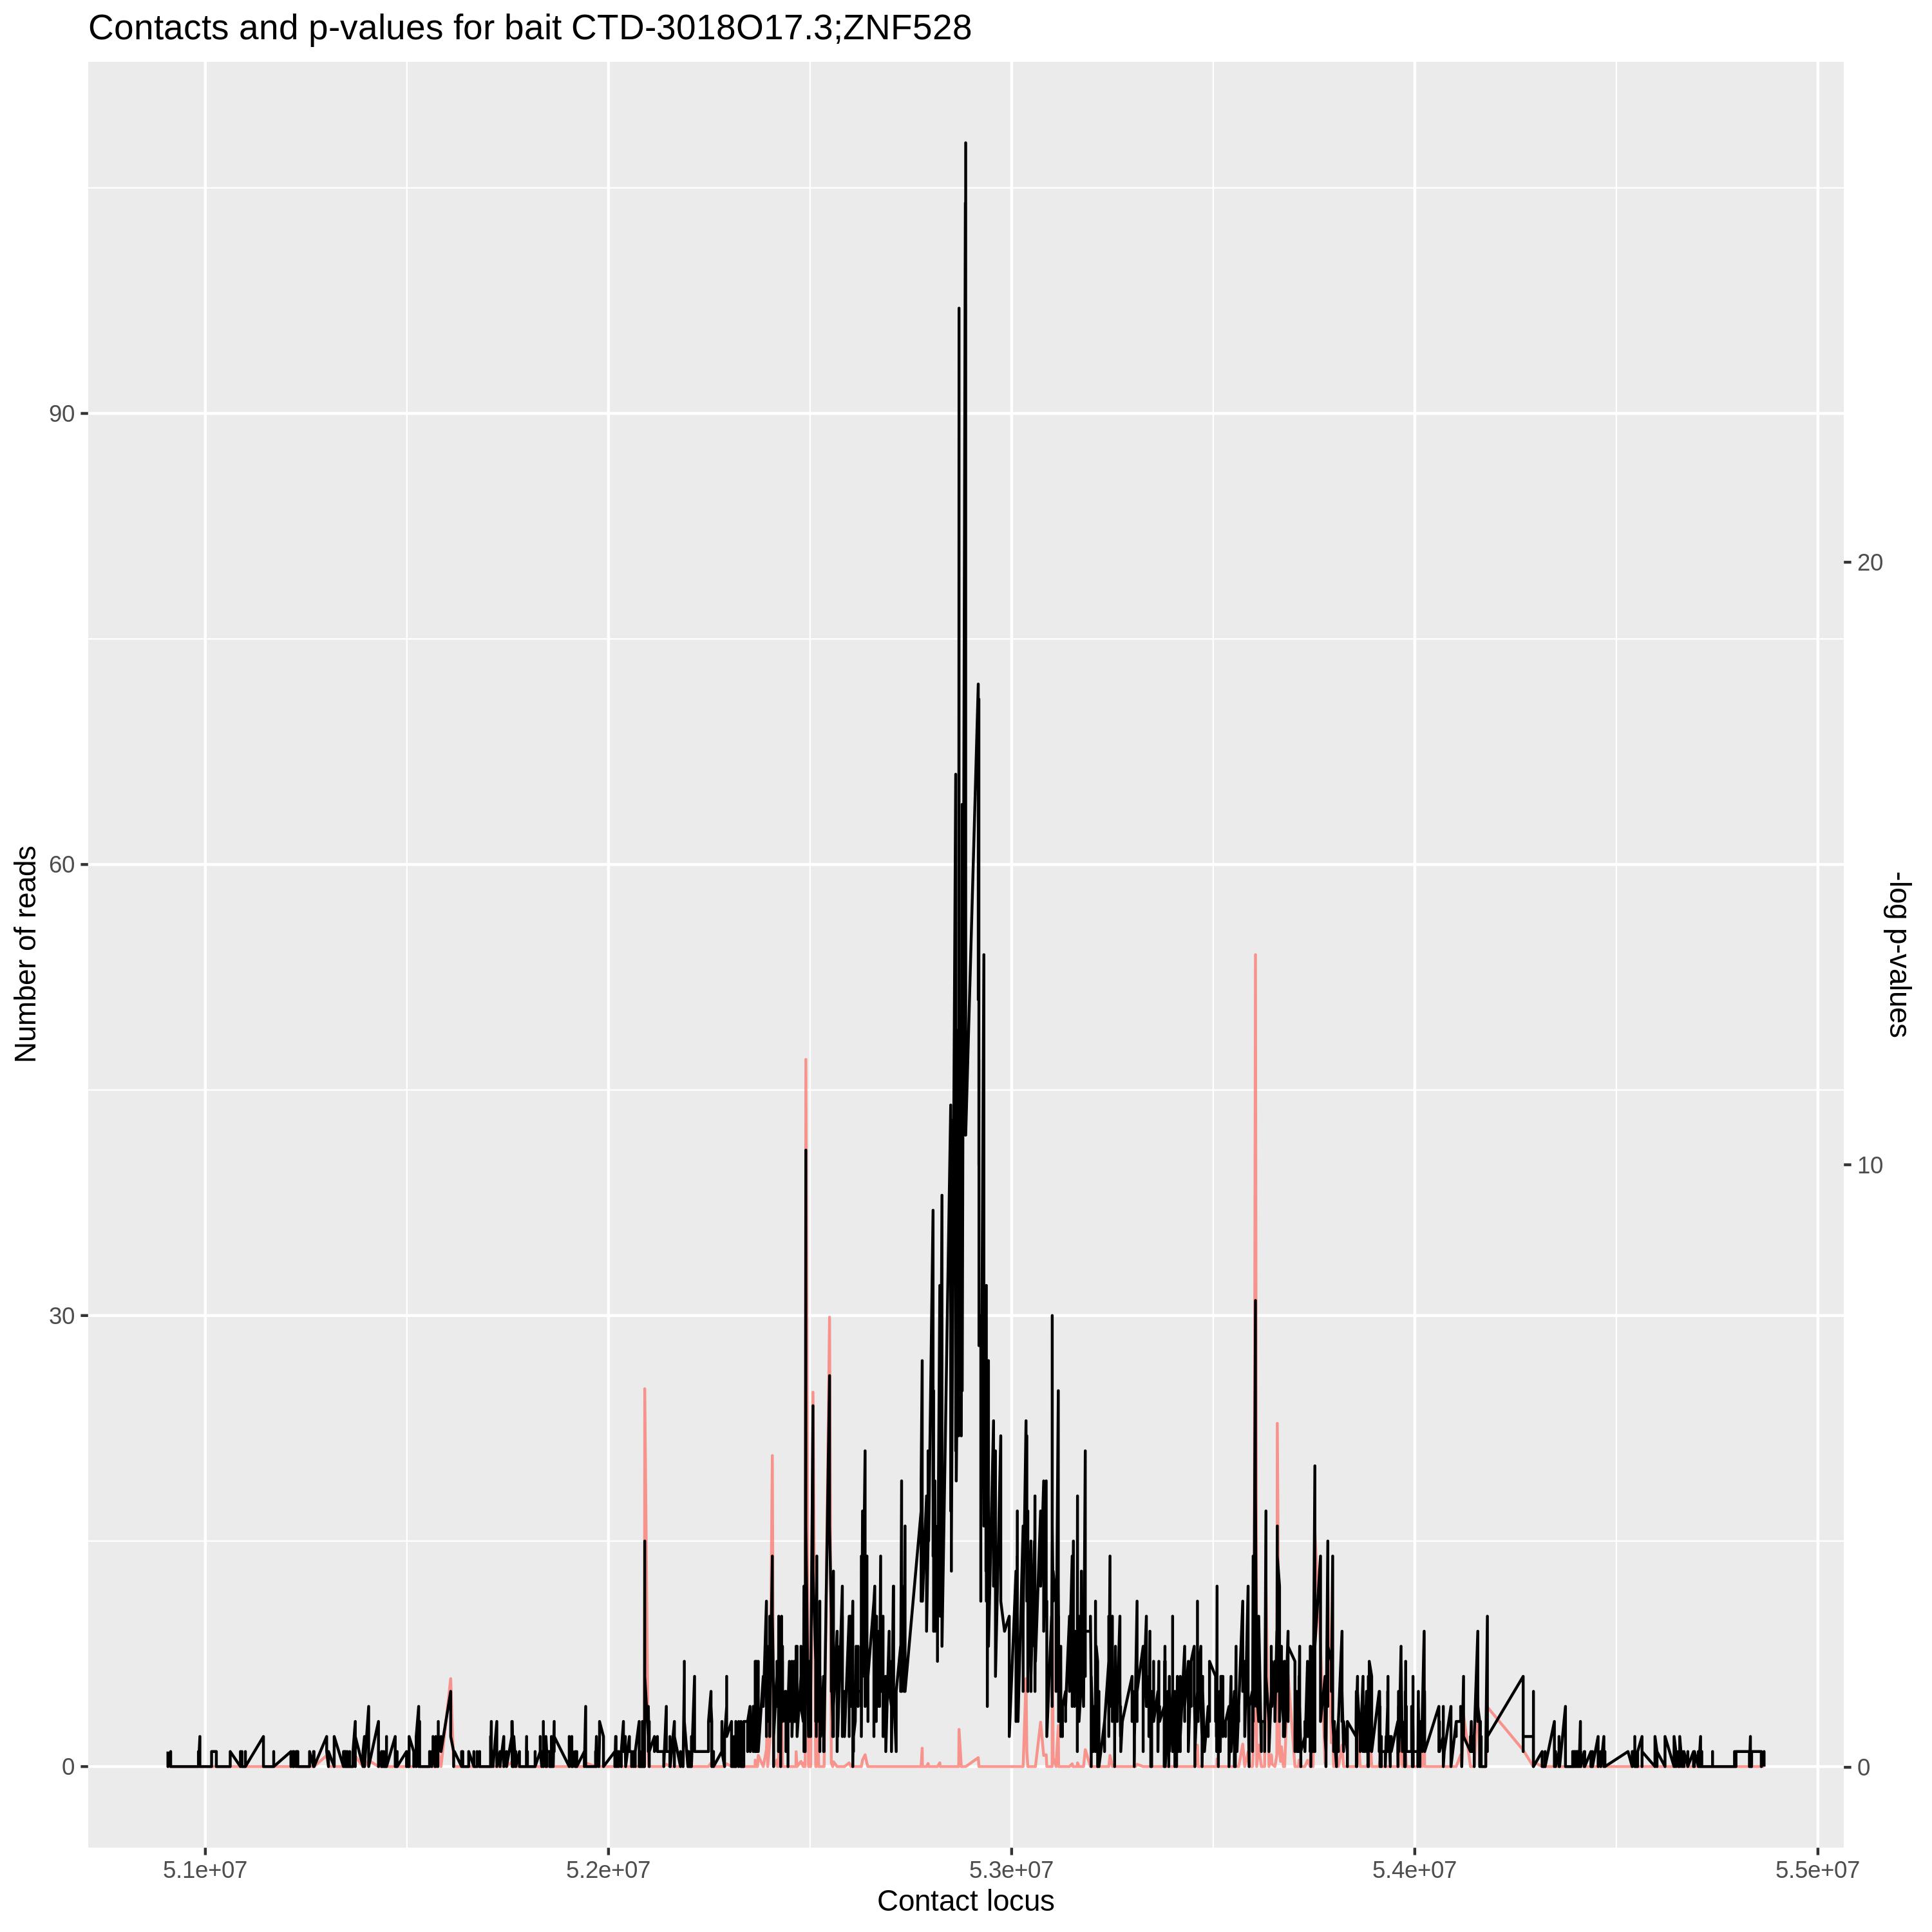 Contacts and p-values for bait CTD-3018O17.3;ZNF528
90
60
30
0
Number of reads
20
10
0
-log p-values
5.1e+07 5.2e+07 5.3e+07 5.4e+07 5.5e+07
Contact locus